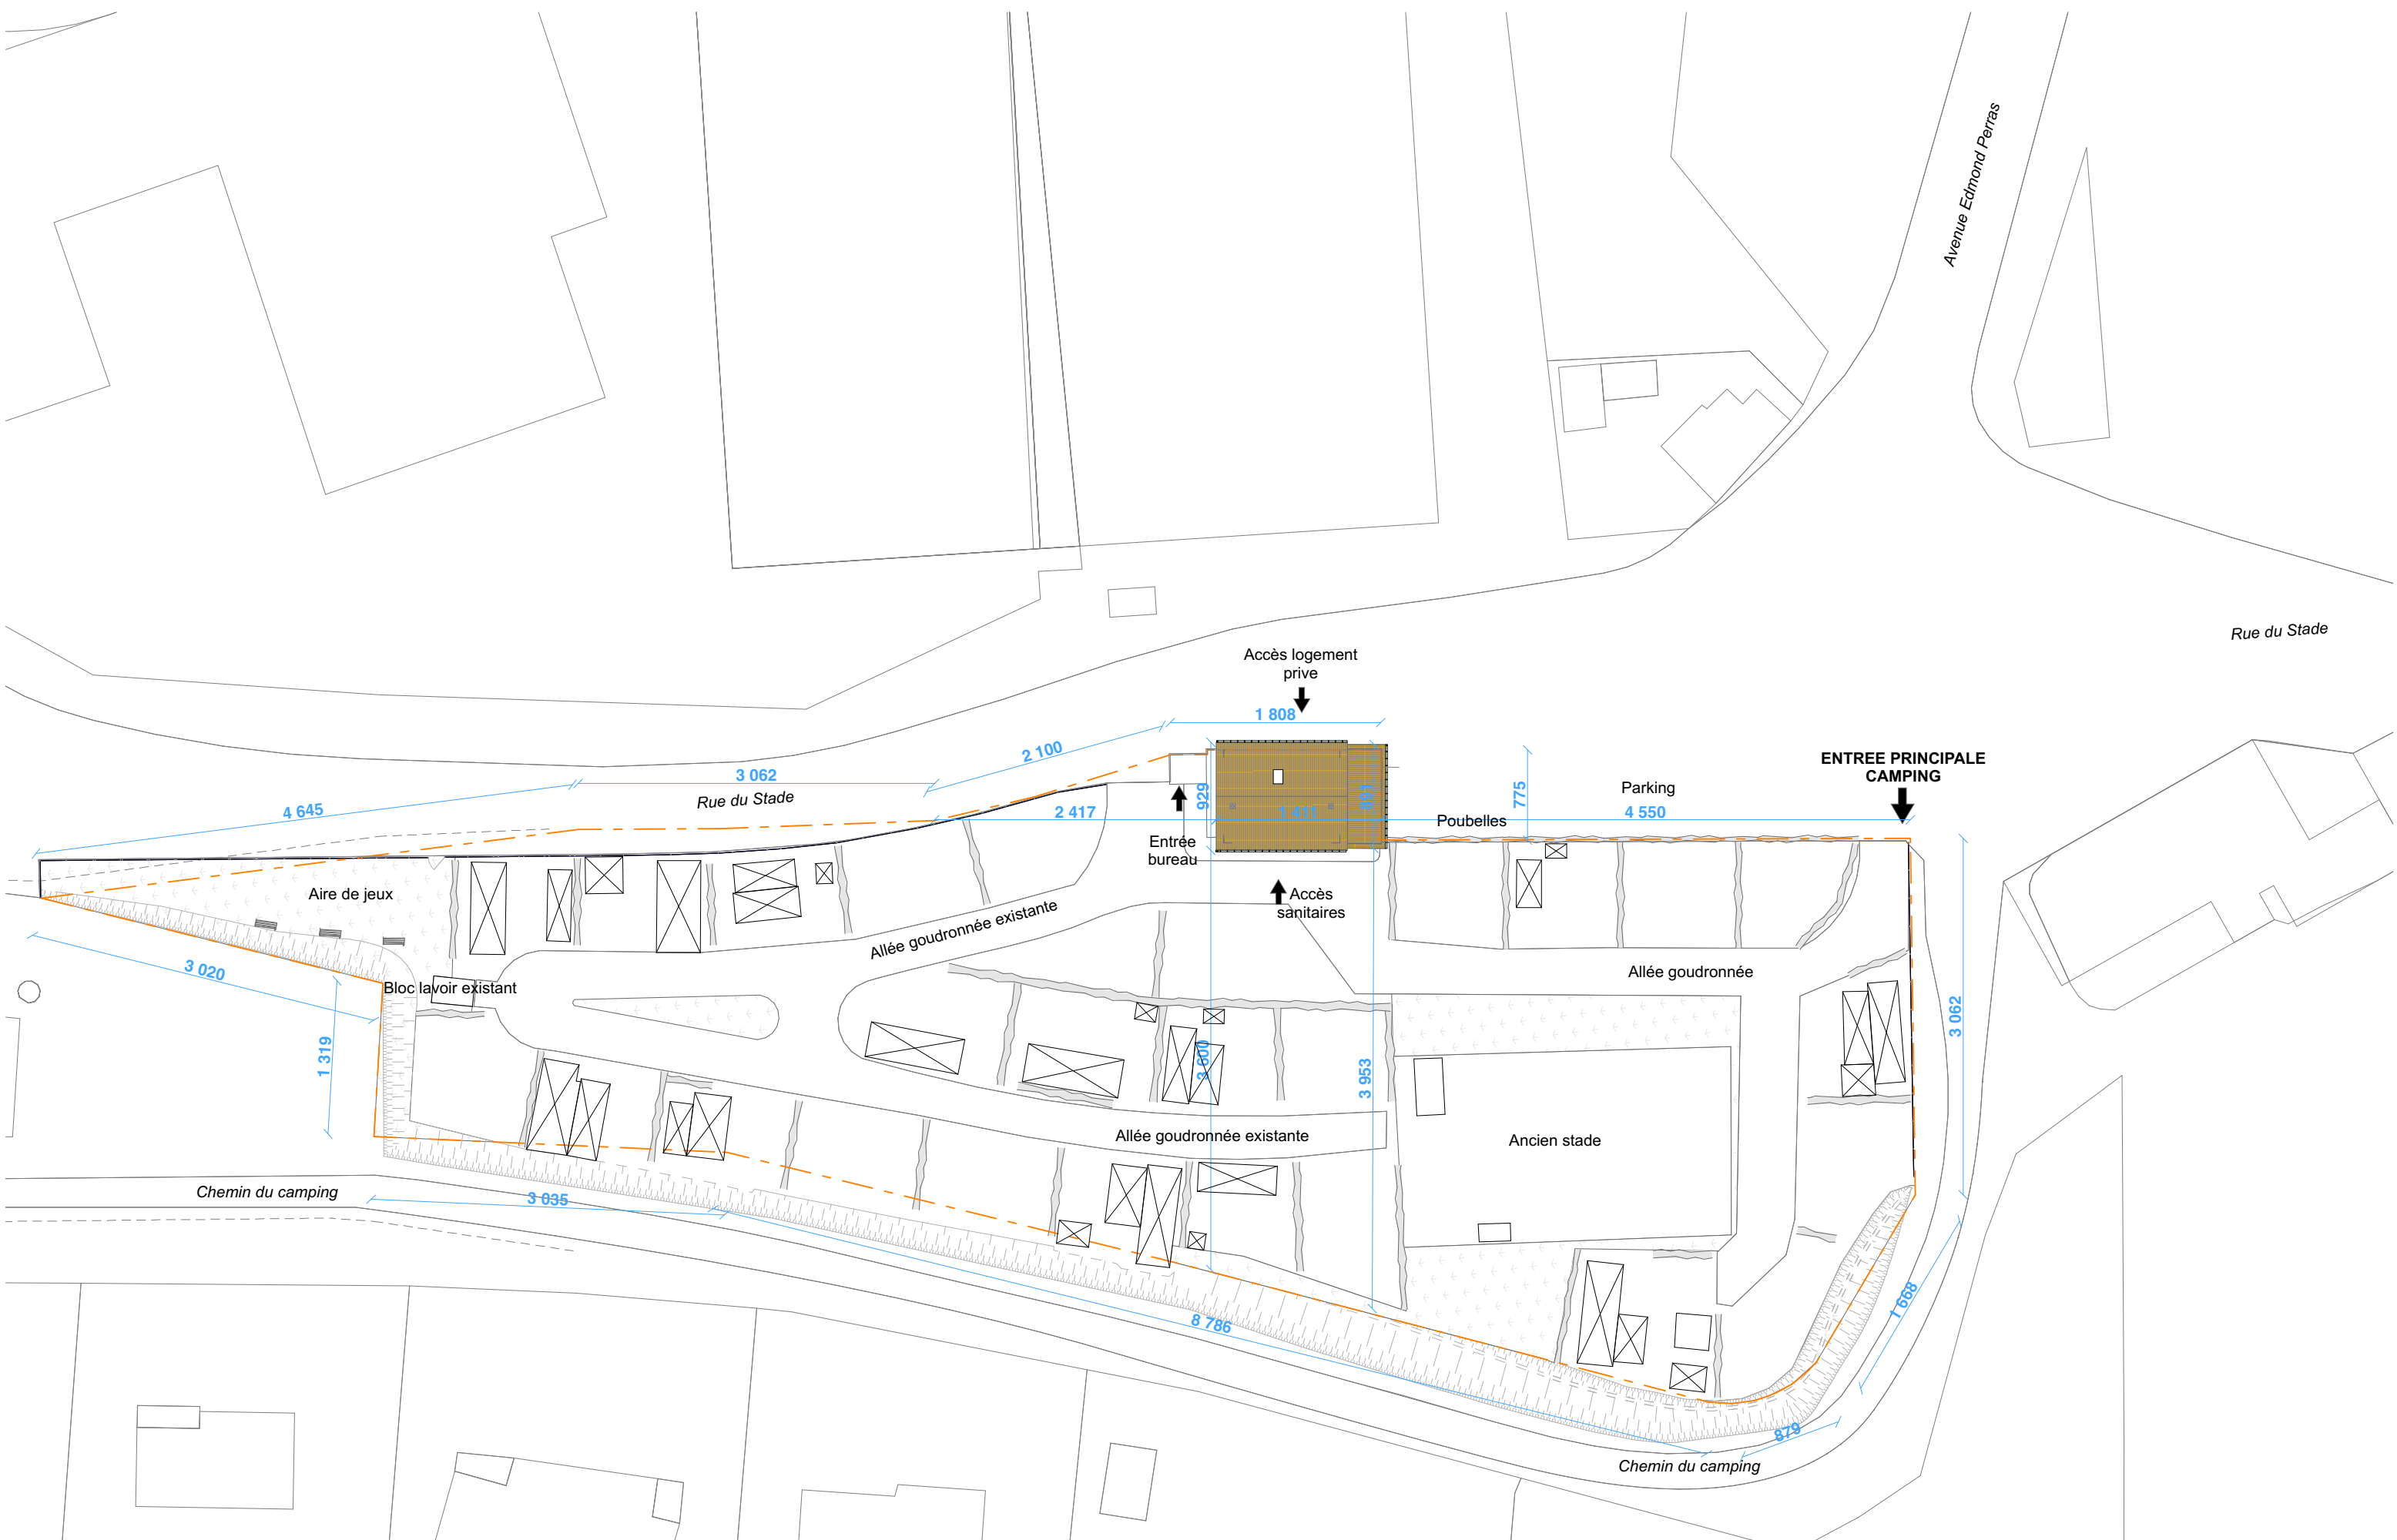 Avenue Edmond Perras
Rue du Stade
Accès logement
prive
1 808
2 100
ENTREE PRINCIPALE
CAMPING
3 062
Rue du Stade
4 645
2 417
929
1 411
891
775
Parking
4 550
Poubelles
Entrée
bureau
Aire de jeux
Accès
sanitaires
Allée goudronnée existante
Allée goudronnée
3 020
Bloc lavoir existant
1 319
3 600
3 953
3 062
Allée goudronnée existante
Ancien stade
Chemin du camping
3 035
8 786
1 668
879
Chemin du camping